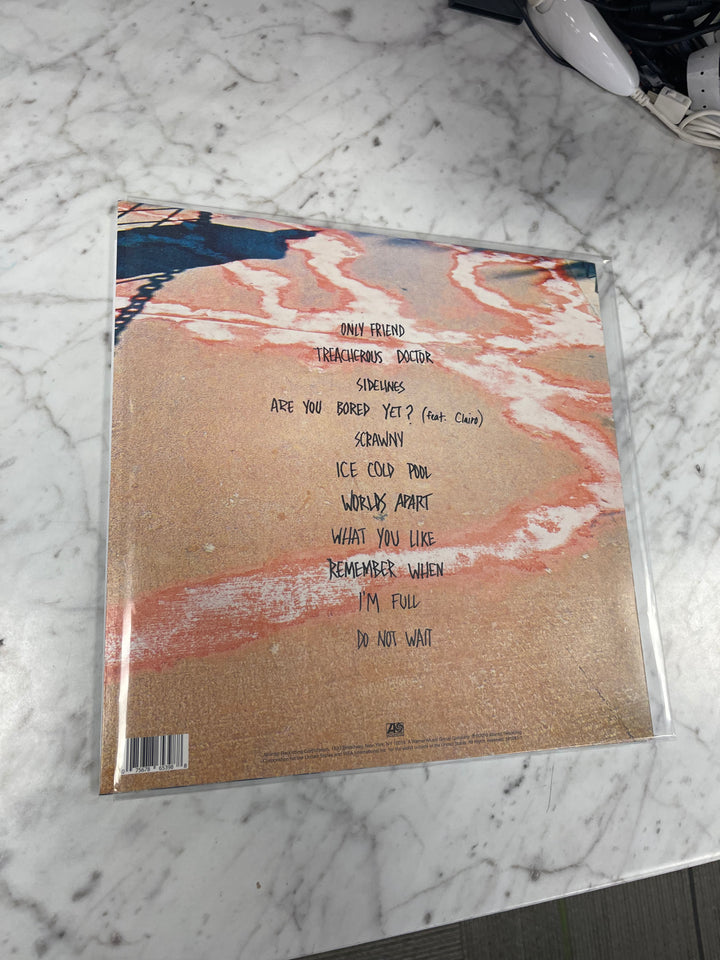 ONLY FRIEND
TREACHEROUS DOCTOR
SIDELINES
ARE YOU BORED YET? (feat. Clairo)
SCRAWNY
ICE COLD POOL
WORLDS APART
WHAT YOU LIKE
REMEMBER WHEN
I'M FULL
DO NOT WAIT